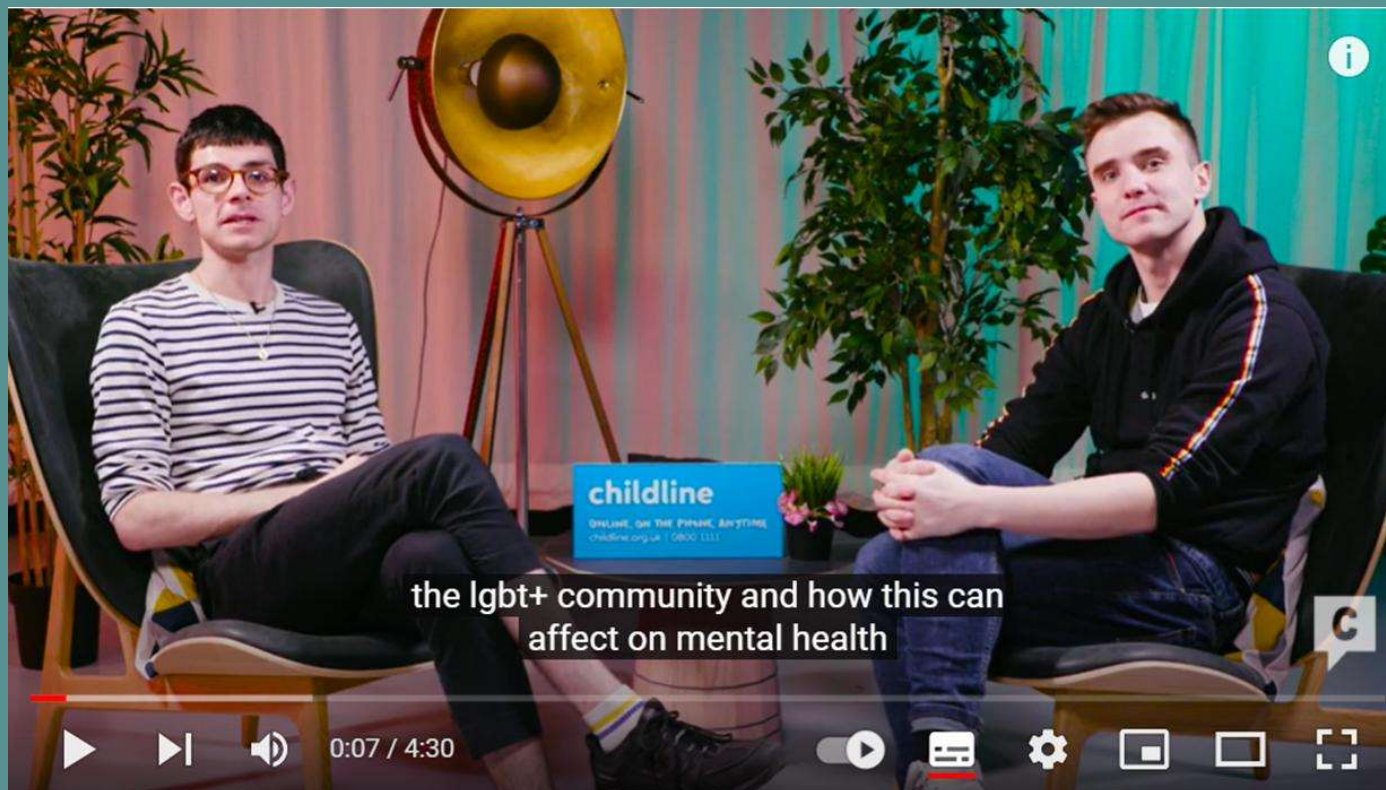 i
childline
ONLINE, ON THE PHONE, ANYTIME
childline.org.uk | 0800 1111
the lgbt+ community and how this can
affect on mental health
C
0:07 / 4:30